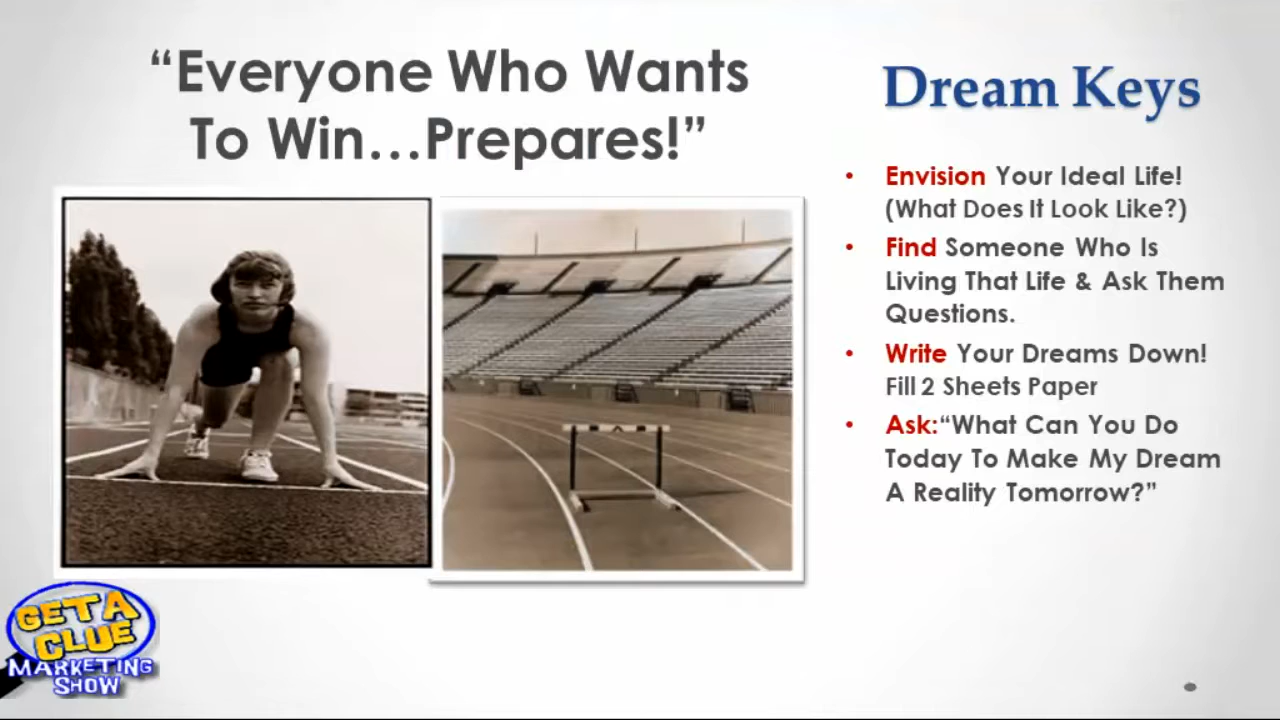 “Everyone Who Wants
To Win…Prepares!”
Dream Keys
• Envision Your Ideal Life!
(What Does It Look Like?)
• Find Someone Who Is
Living That Life & Ask Them
Questions.
• Write Your Dreams Down!
Fill 2 Sheets Paper
• Ask:“What Can You Do
Today To Make My Dream
A Reality Tomorrow?”
GET A
CLUE
MARKETING
SHOW